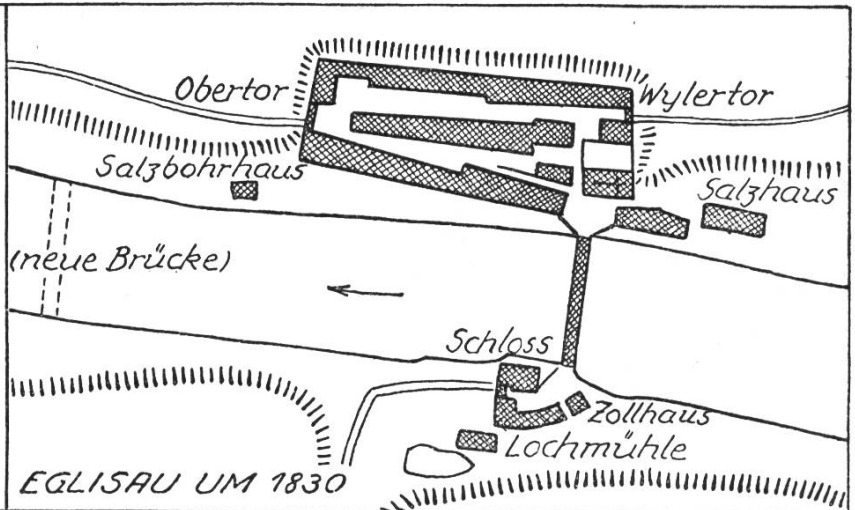 Obertor
Wylertor
Salzbohrhaus
Salzhaus
(neue Brücke)
Schloss
Zollhaus
Lochmühle
EGLISAU UM 1830